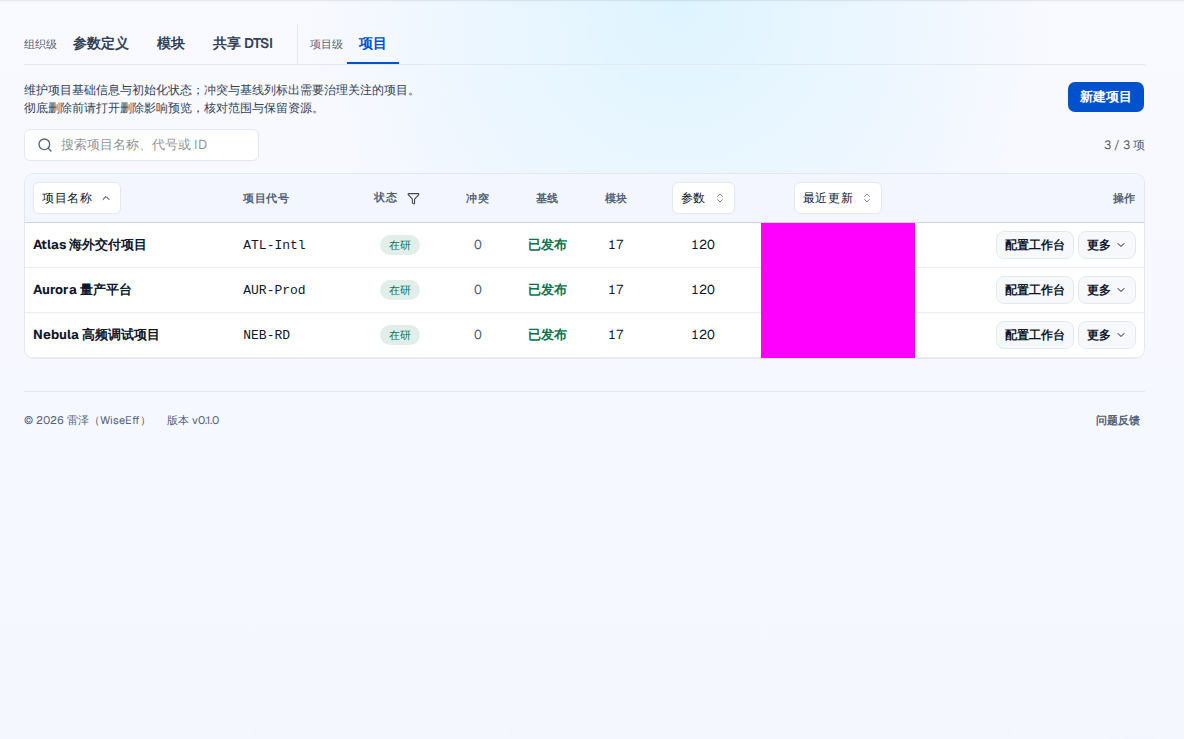 组织级 参数定义 模块 共享 DTSI 项目级 项目
维护项目基础信息与初始化状态；冲突与基线列标出需要治理关注的项目。
彻底删除前请打开删除影响预览，核对范围与保留资源。
新建项目
搜索项目名称、代号或 ID
3 / 3 项
项目名称 项目代号 状态 冲突 基线 模块 参数 最近更新 操作
Atlas 海外交付项目 ATL-Intl 在研 0 已发布 17 120 配置工作台 更多
Aurora 量产平台 AUR-Prod 在研 0 已发布 17 120 配置工作台 更多
Nebula 高频调试项目 NEB-RD 在研 0 已发布 17 120 配置工作台 更多
© 2026 雷泽（WiseEff） 版本 v0.1.0 问题反馈